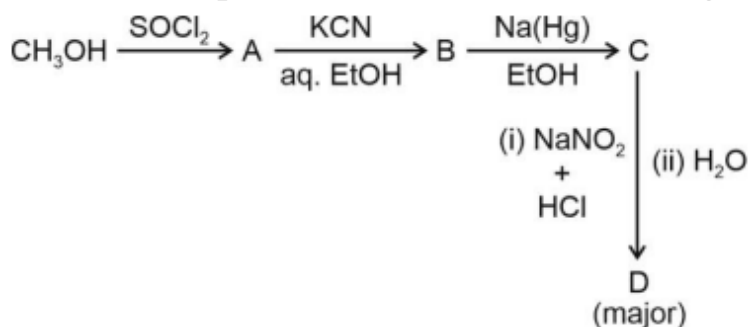 CH₃OH SOCl₂ A KCN B Na(Hg) C
aq. EtOH EtOH
(i) NaNO₂
+
HCl
(ii) H₂O
D
(major)